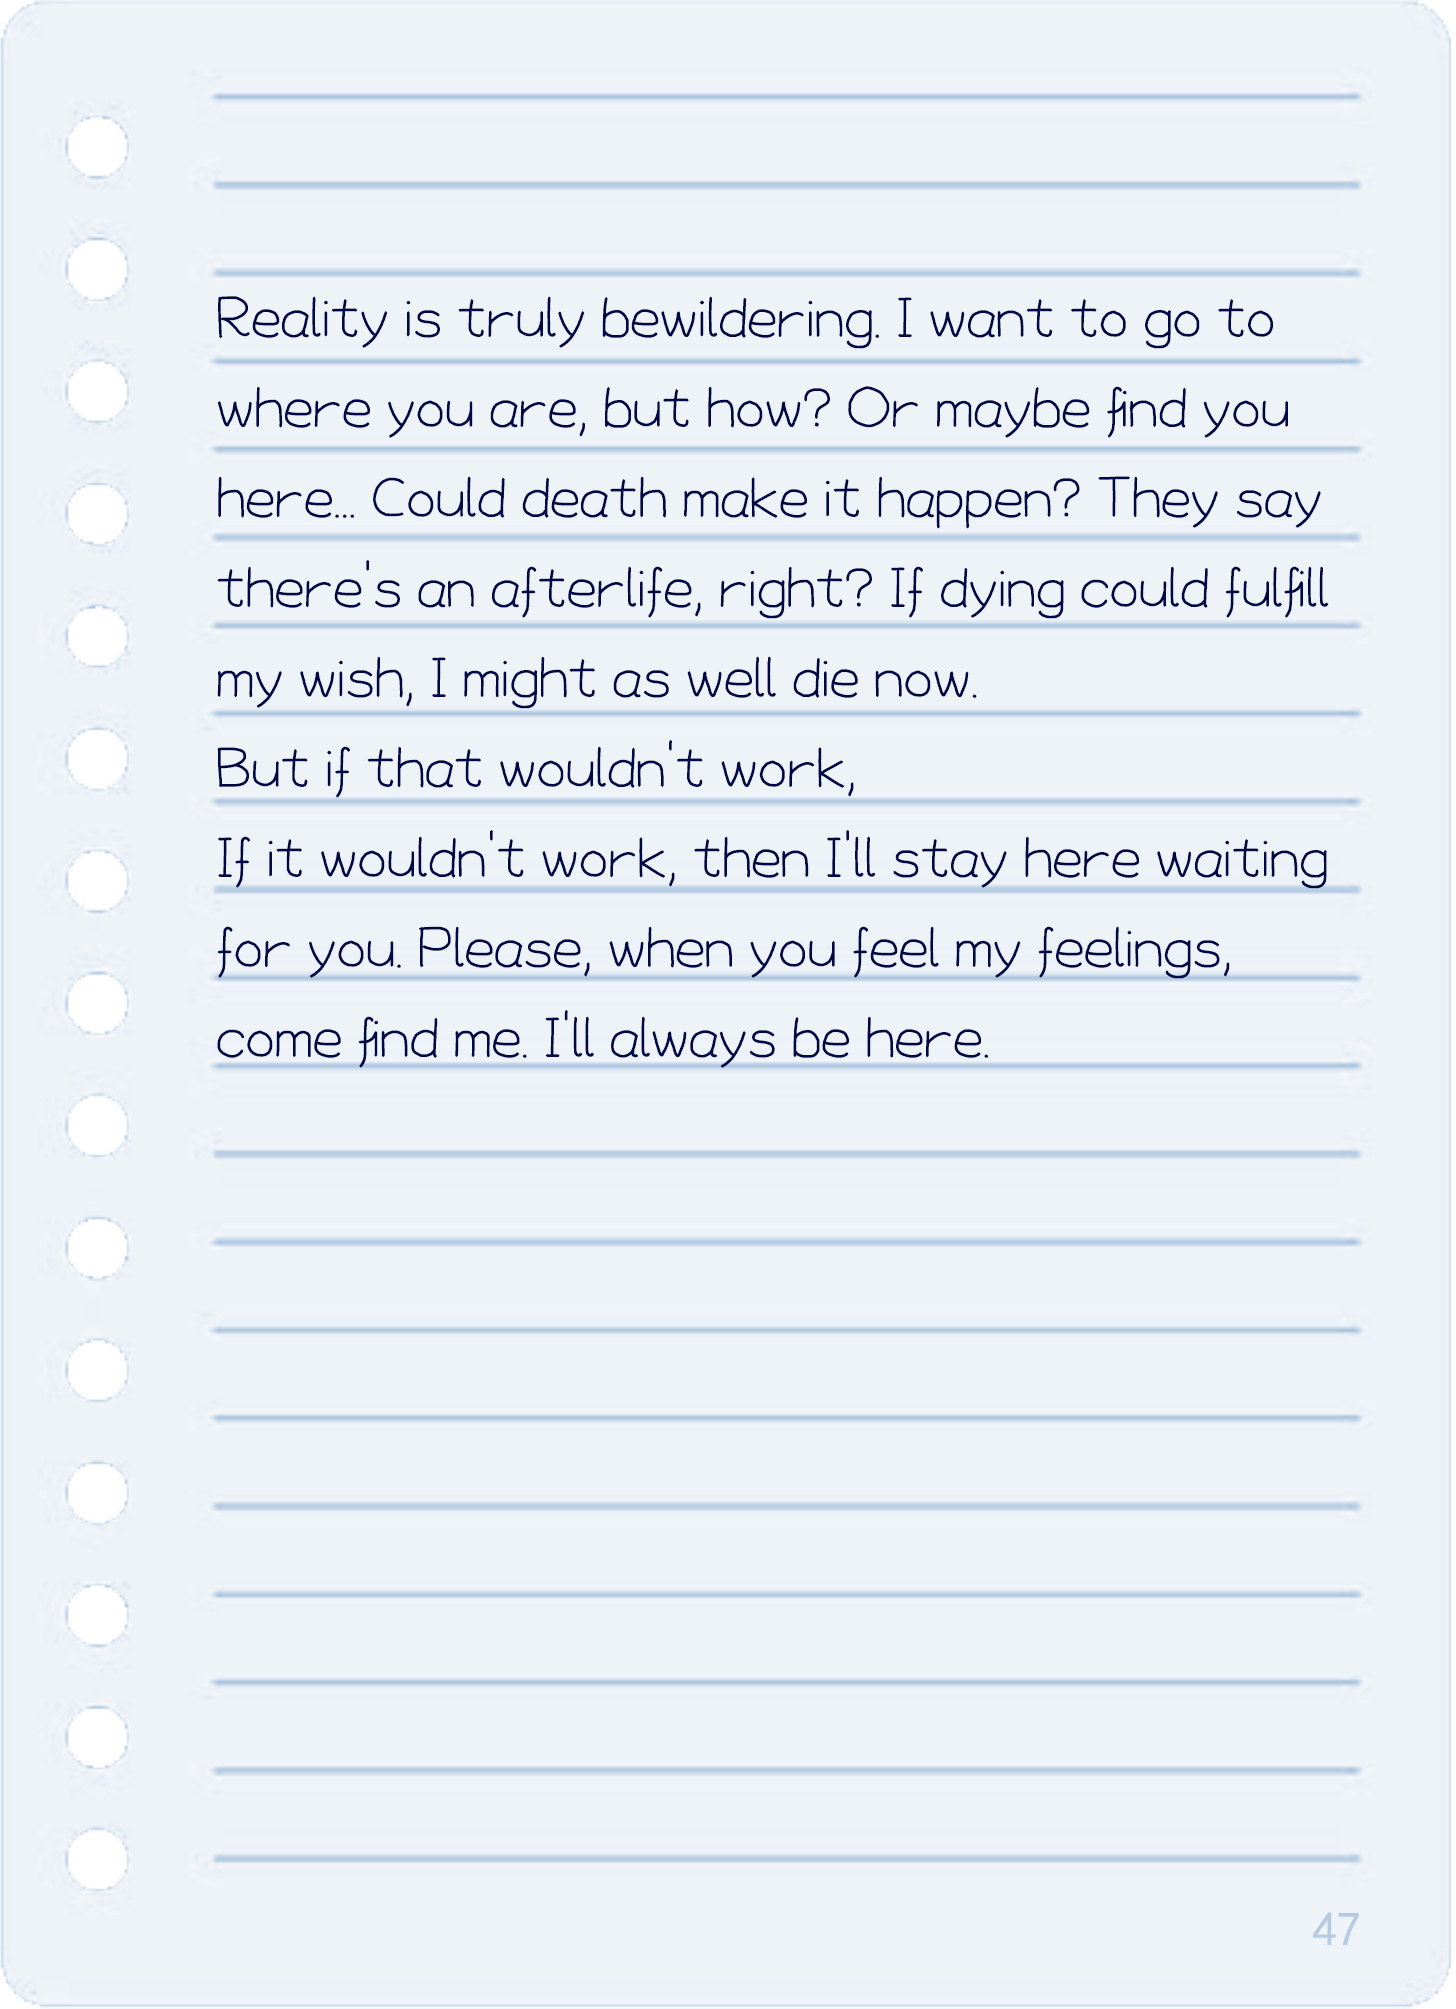 Reality is truly bewildering. I want to go to
where you are, but how? Or maybe find you
here... Could death make it happen? They say
there's an afterlife, right? If dying could fulfill
my wish, I might as well die now.
But if that wouldn't work,
If it wouldn't work, then I'll stay here waiting
for you. Please, when you feel my feelings,
come find me. I'll always be here.
47